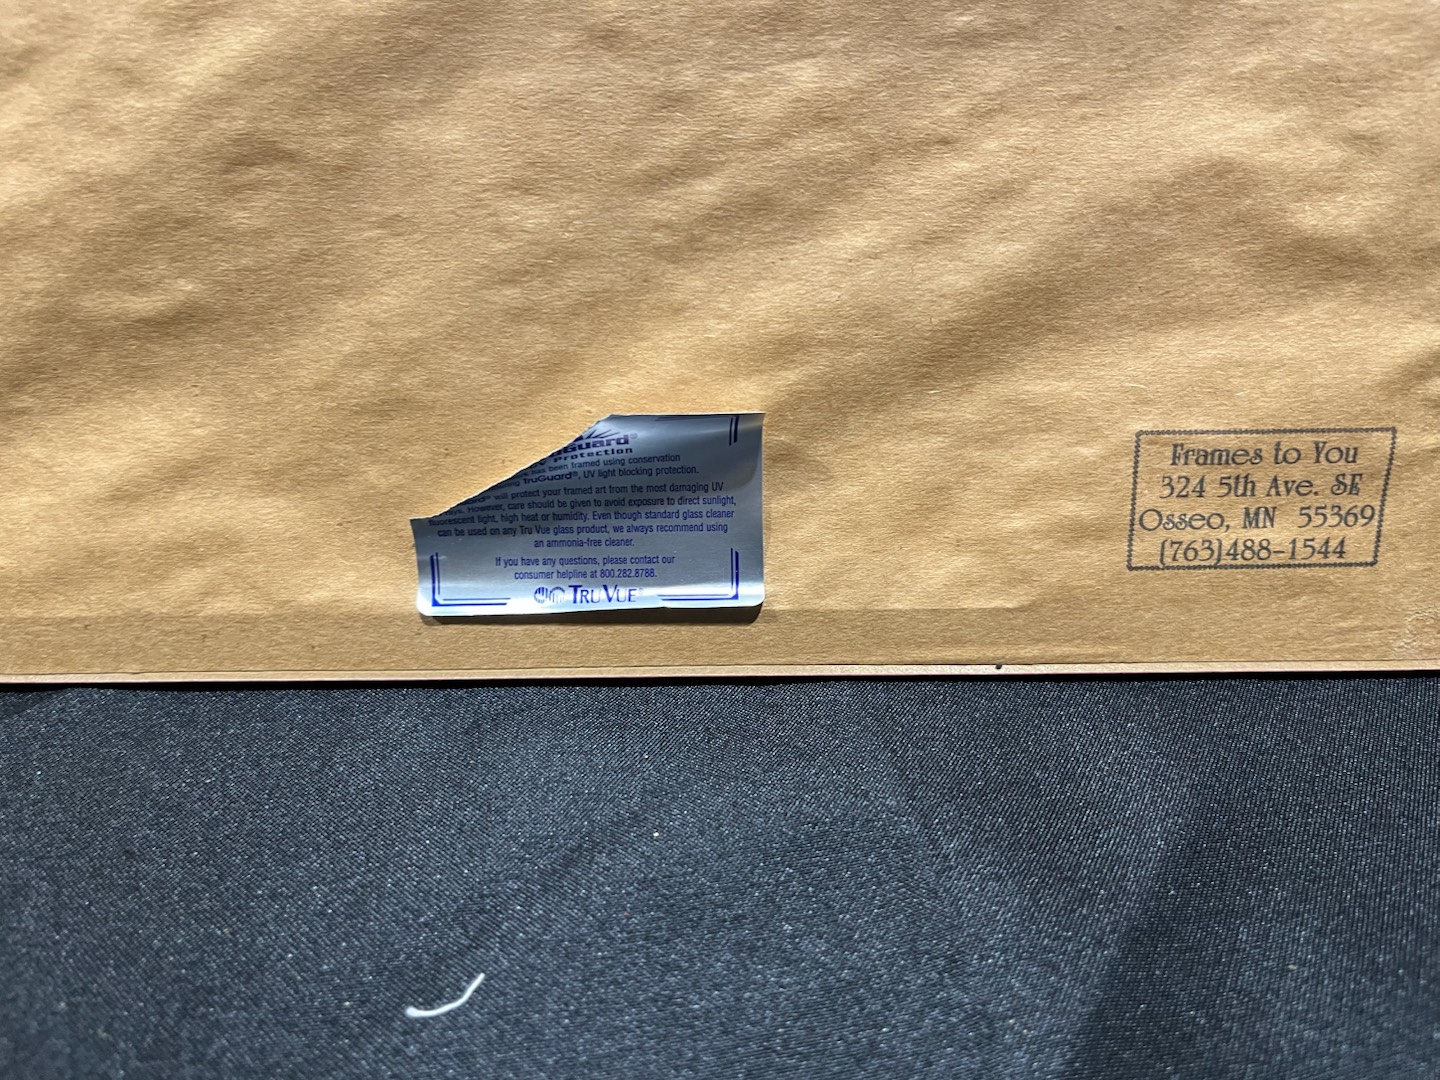 Guard®
Protection
has been framed using conservation
TruGuard®, UV light blocking protection.
will protect your framed art from the most damaging UV
However, care should be given to avoid exposure to direct sunlight,
fluorescent light, high heat or humidity. Even though standard glass cleaner
can be used on any Tru Vue glass product, we always recommend using
an ammonia-free cleaner.
If you have any questions, please contact our
consumer helpline at 800.282.8788.
TRU VUE
Frames to You
324 5th Ave. SE
Osseo, MN 55369
(763)488-1544